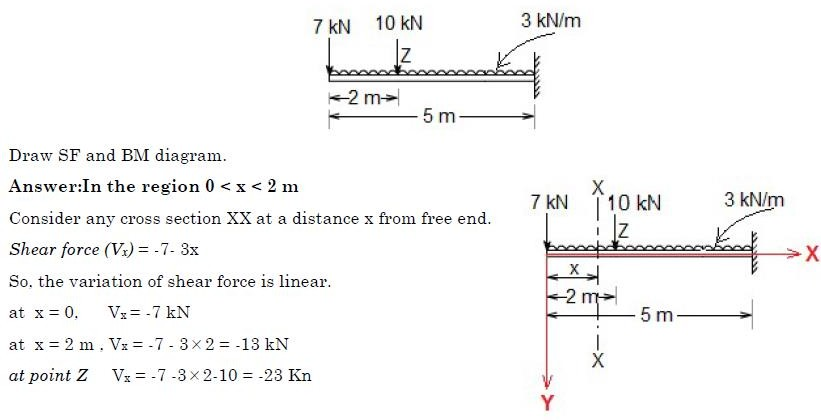 7 kN 10 kN 3 kN/m
Z
2 m
5 m
Draw SF and BM diagram.
Answer:In the region 0 < x < 2 m
Consider any cross section XX at a distance x from free end.
Shear force (Vx) = -7- 3x
So, the variation of shear force is linear.
at x = 0, Vx = -7 kN
at x = 2 m , Vx = -7 - 3×2 = -13 kN
at point Z Vx = -7 -3×2-10 = -23 Kn
X
7 kN 10 kN 3 kN/m
Z
X
x
2 m
5 m
X
Y